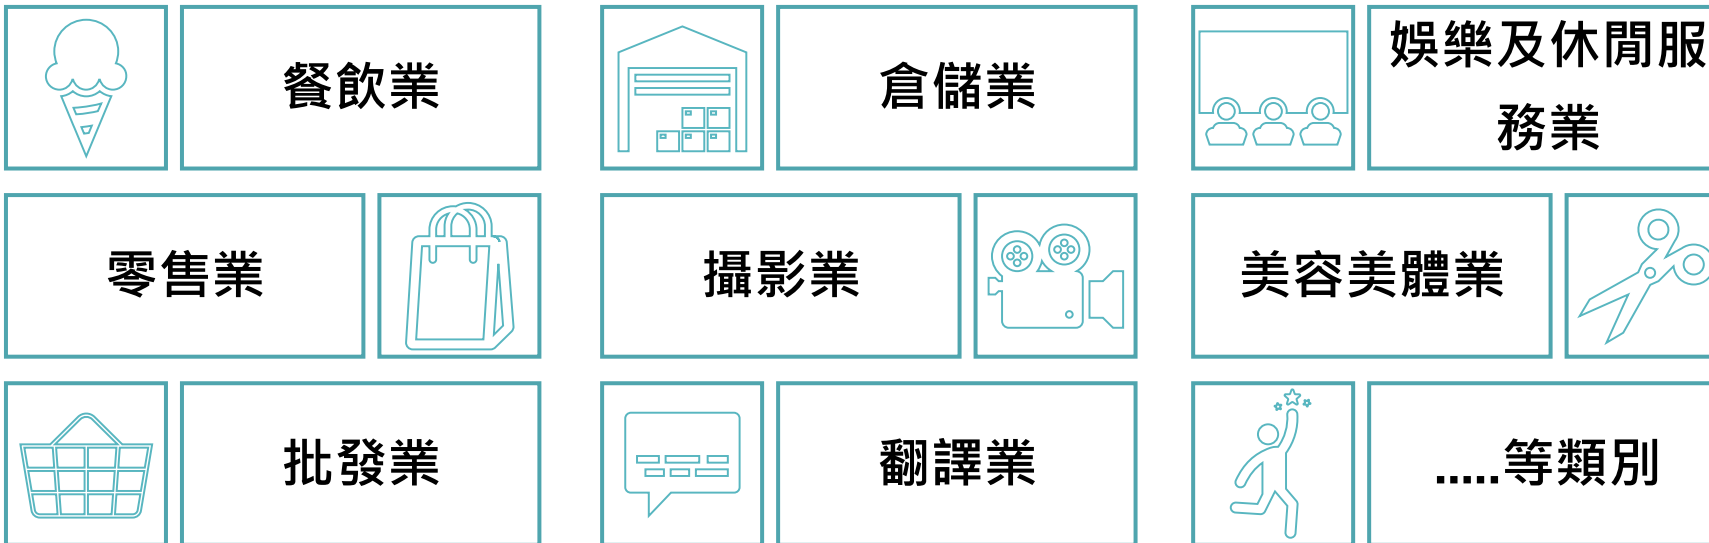 餐飲業
倉儲業
娛樂及休閒服
務業
零售業
攝影業
美容美體業
批發業
翻譯業
.....等類別